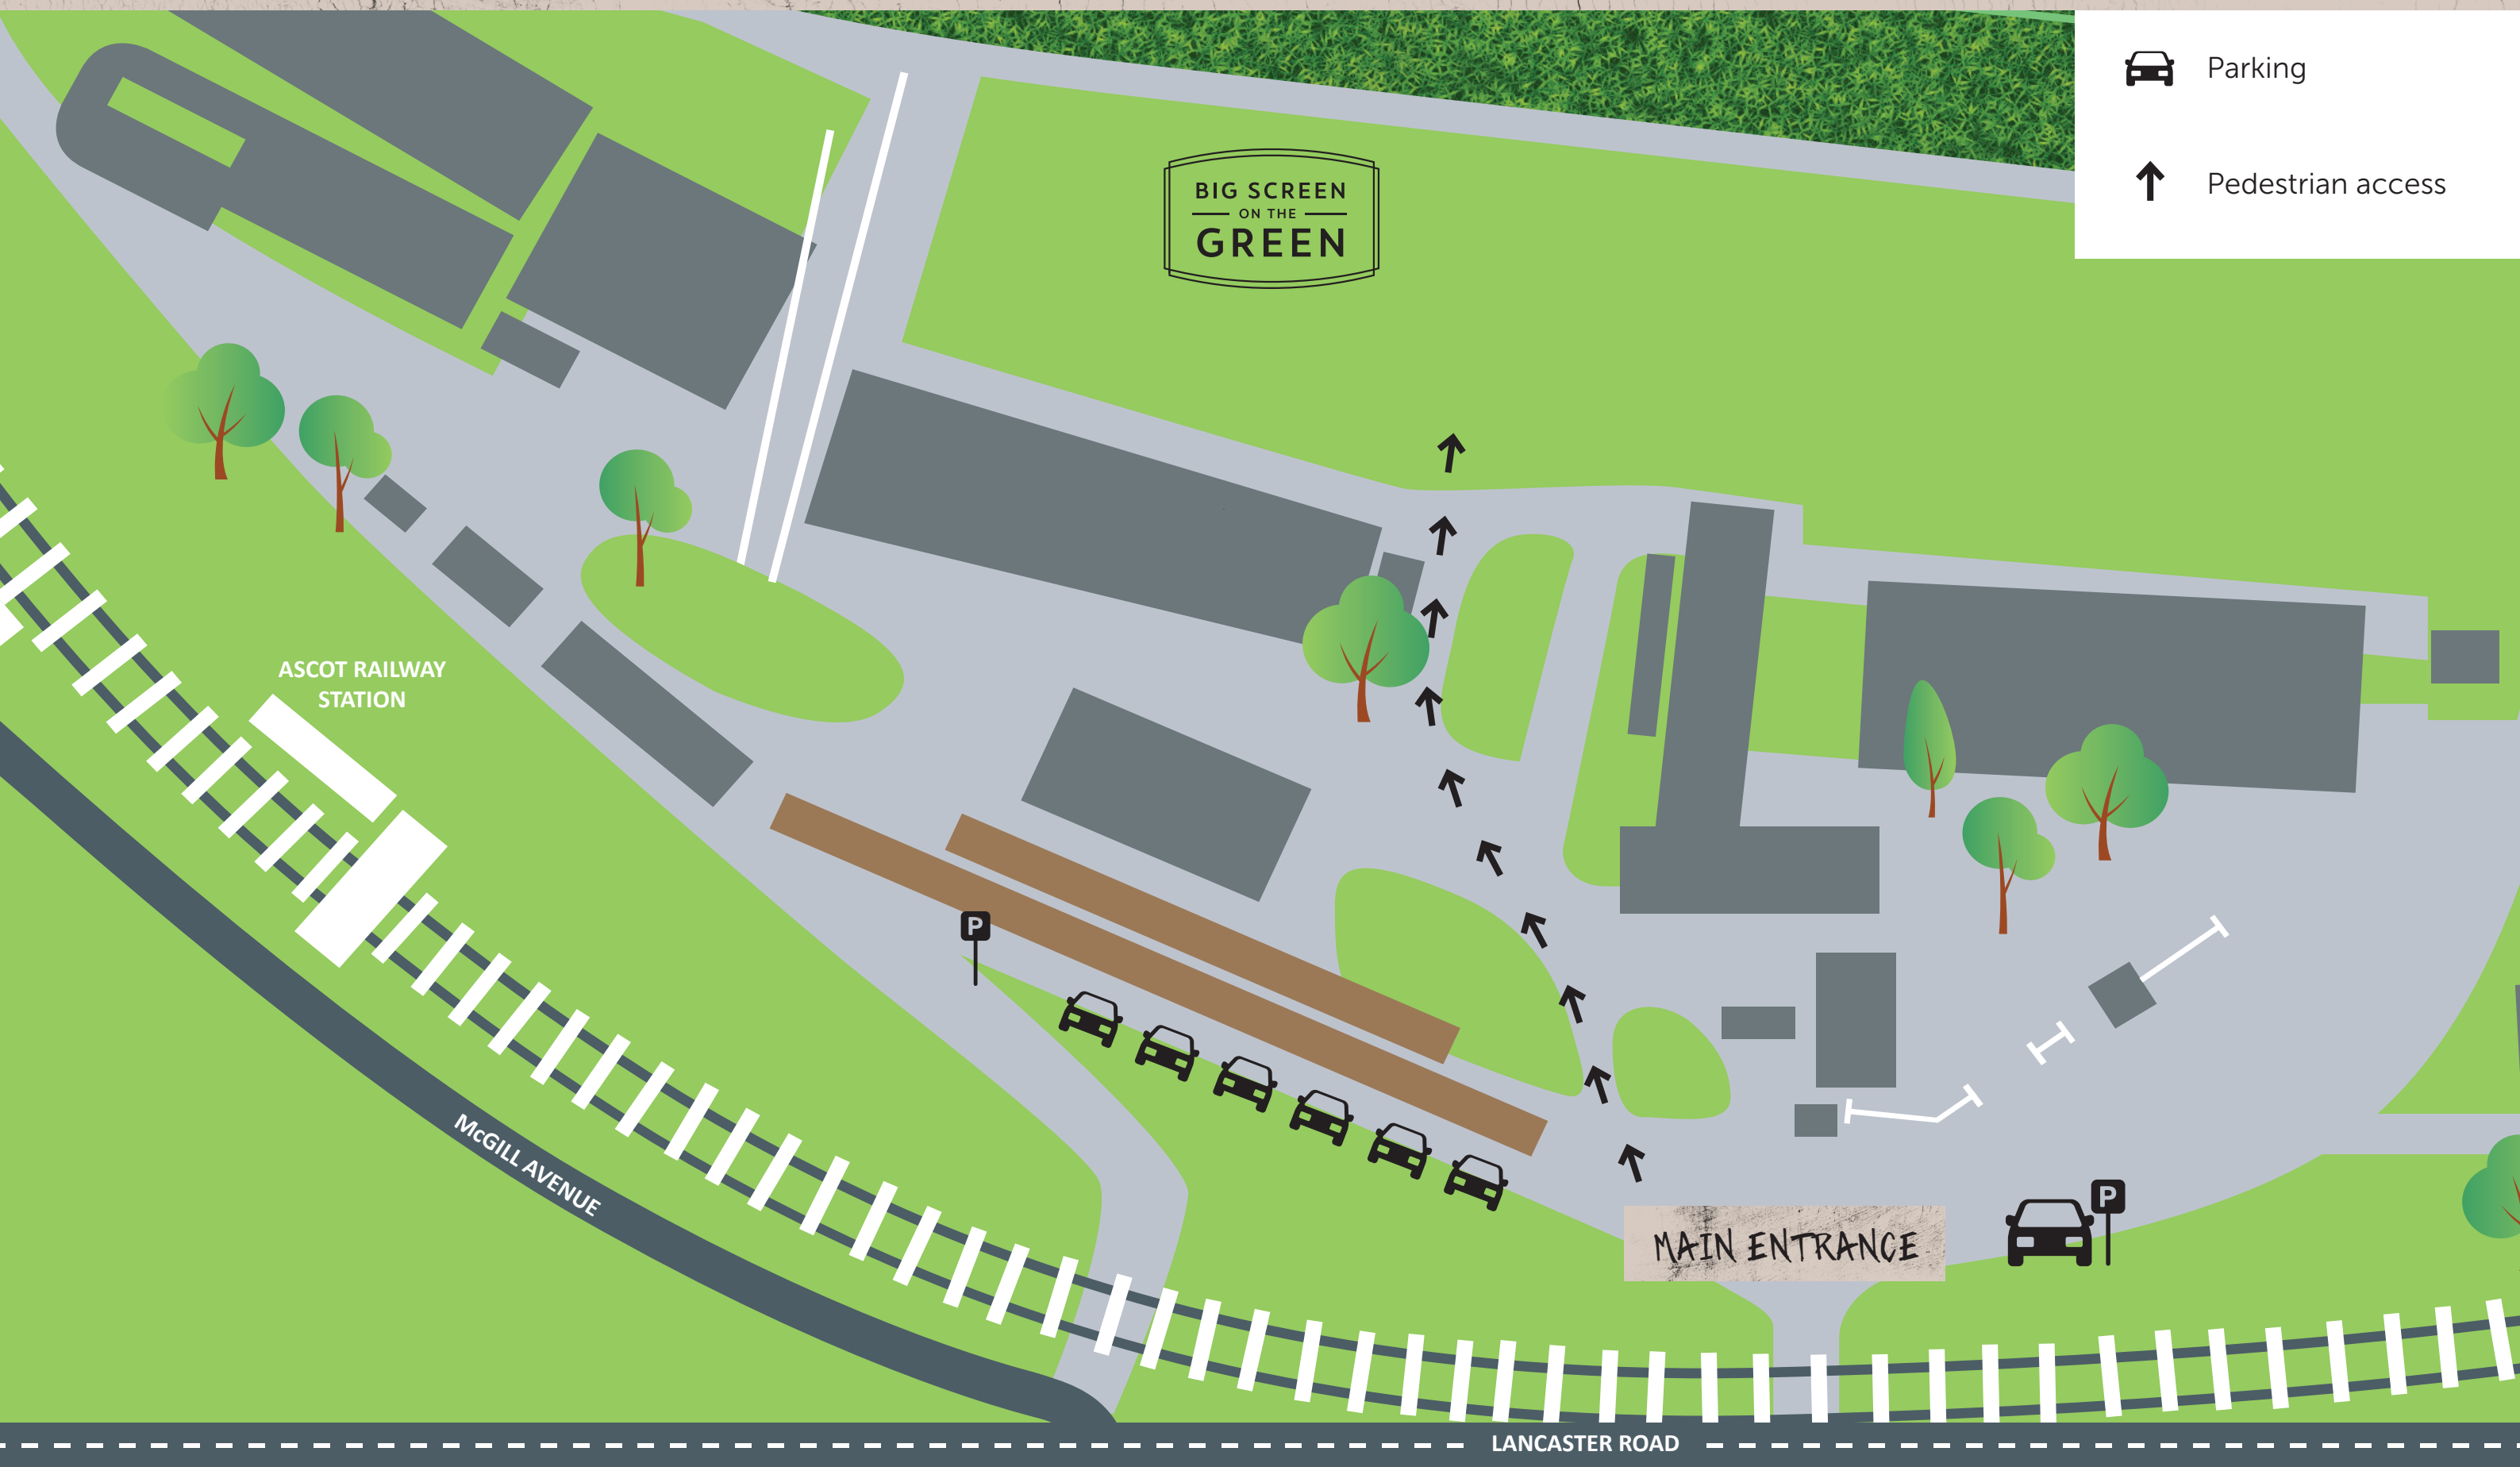 Parking
Pedestrian access
BIG SCREEN
ON THE
GREEN
ASCOT RAILWAY
STATION
P
McGILL AVENUE
P
MAIN ENTRANCE
LANCASTER ROAD